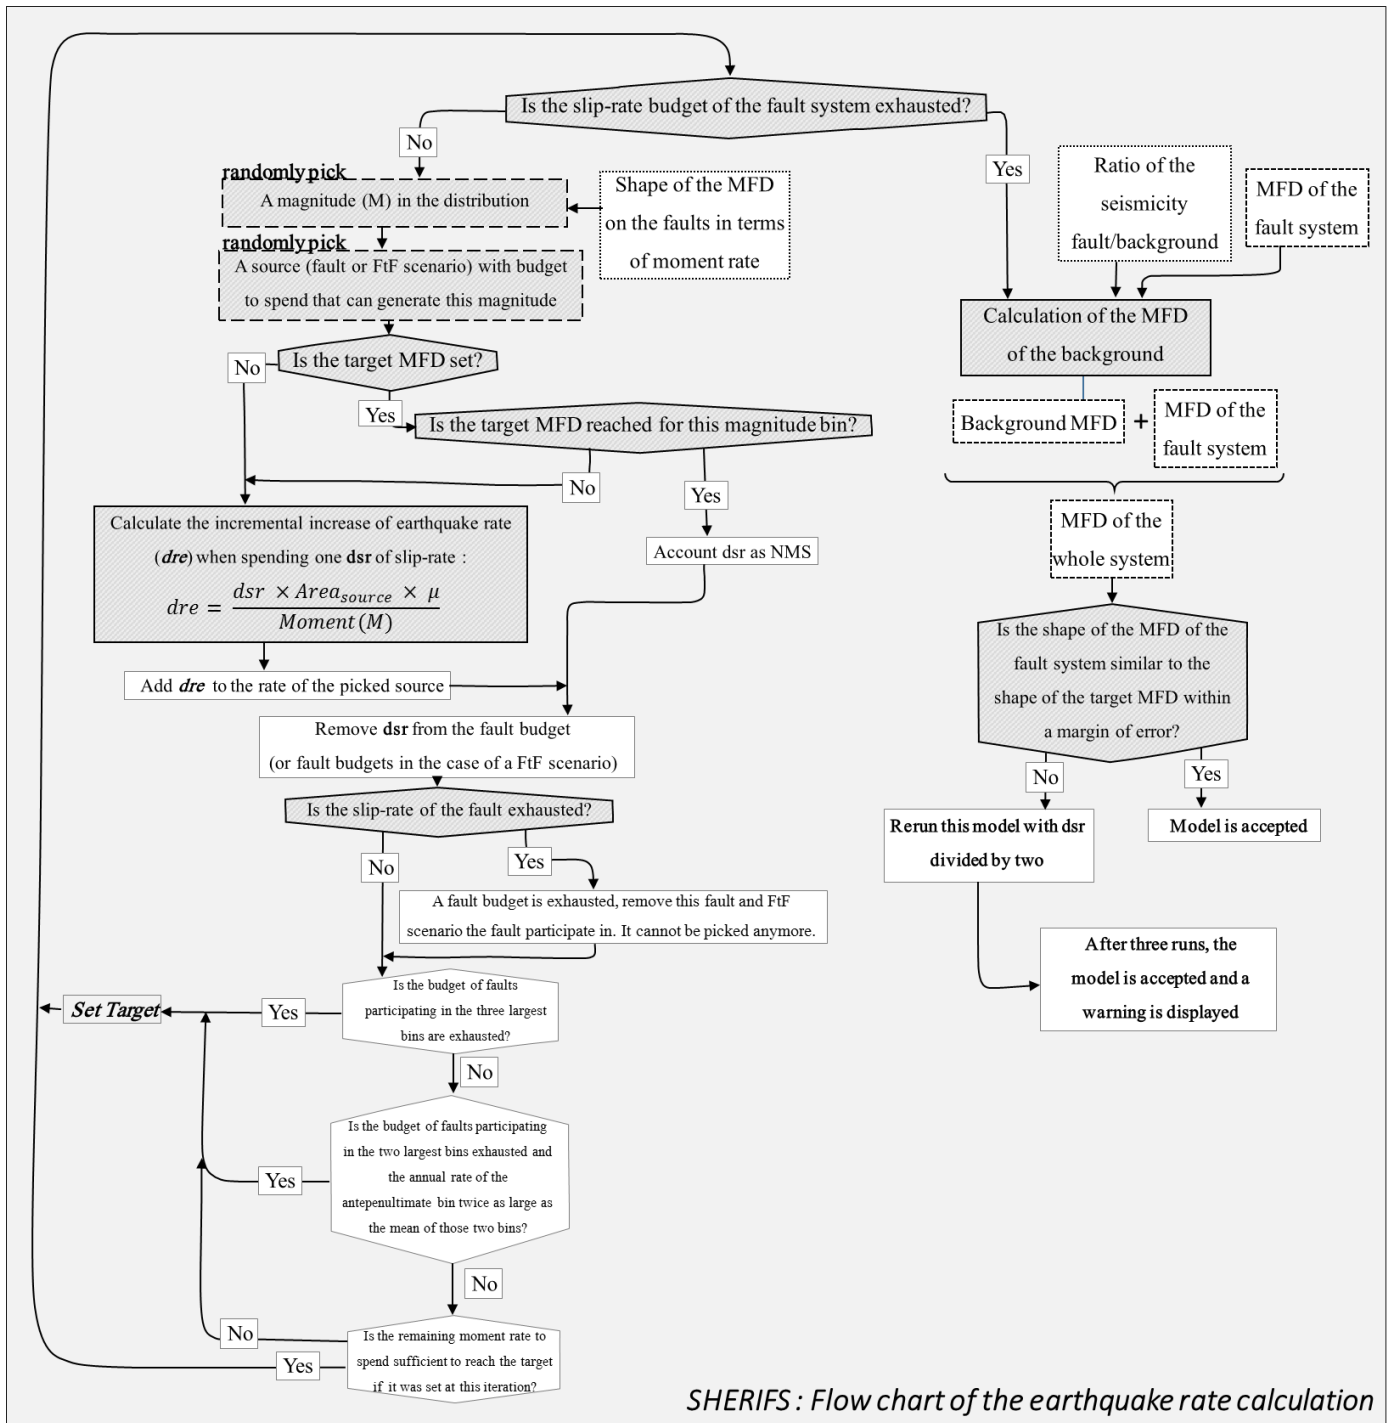 Is the slip-rate budget of the fault system exhausted?
No
Yes
randomly pick
A magnitude (M) in the distribution
Shape of the MFD
on the faults in terms
of moment rate
Ratio of the
seismicity
fault/background
MFD of the
fault system
randomly pick
A source (fault or FtF scenario) with budget
to spend that can generate this magnitude
Calculation of the MFD
of the background
Is the target MFD set?
No
Yes
Is the target MFD reached for this magnitude bin?
No
Yes
Background MFD
+
MFD of the
fault system
MFD of the
whole system
Calculate the incremental increase of earthquake rate
(dre) when spending one dsr of slip-rate :
dre = dsr × Area_source × μ / Moment (M)
Account dsr as NMS
Add dre to the rate of the picked source
Remove dsr from the fault budget
(or fault budgets in the case of a FtF scenario)
Is the shape of the MFD of the
fault system similar to the
shape of the target MFD within
a margin of error?
No
Yes
Rerun this model with dsr
divided by two
Model is accepted
After three runs, the
model is accepted and a
warning is displayed
Is the slip-rate of the fault exhausted?
No
Yes
A fault budget is exhausted, remove this fault and FtF
scenario the fault participate in. It cannot be picked anymore.
Is the budget of faults
participating in the three largest
bins are exhausted?
Yes
Set Target
No
Is the budget of faults participating
in the two largest bins exhausted and
the annual rate of the
antepenultimate bin twice as large as
the mean of those two bins?
Yes
No
Is the remaining moment rate to
spend sufficient to reach the target
if it was set at this iteration?
No
Yes
SHERIFS : Flow chart of the earthquake rate calculation